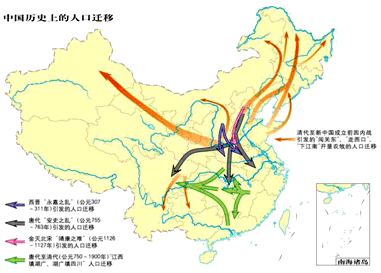 中国历史上的人口迁移
清代至新中国成立前因内战
引发的“闯关东”、“走西口”、
“下江南”开垦农牧的人口迁移
西晋“永嘉之乱”(公元307
-311年)引发的人口迁移
唐代“安史之乱”(公元755
-763年)引发的人口迁移
金灭北宋“靖康之难”(公元1126
-1127年)引发的人口迁移
唐代至清代(公元750-1900年)江西
填湖广、湖广填四川”人口迁移
南海诸岛